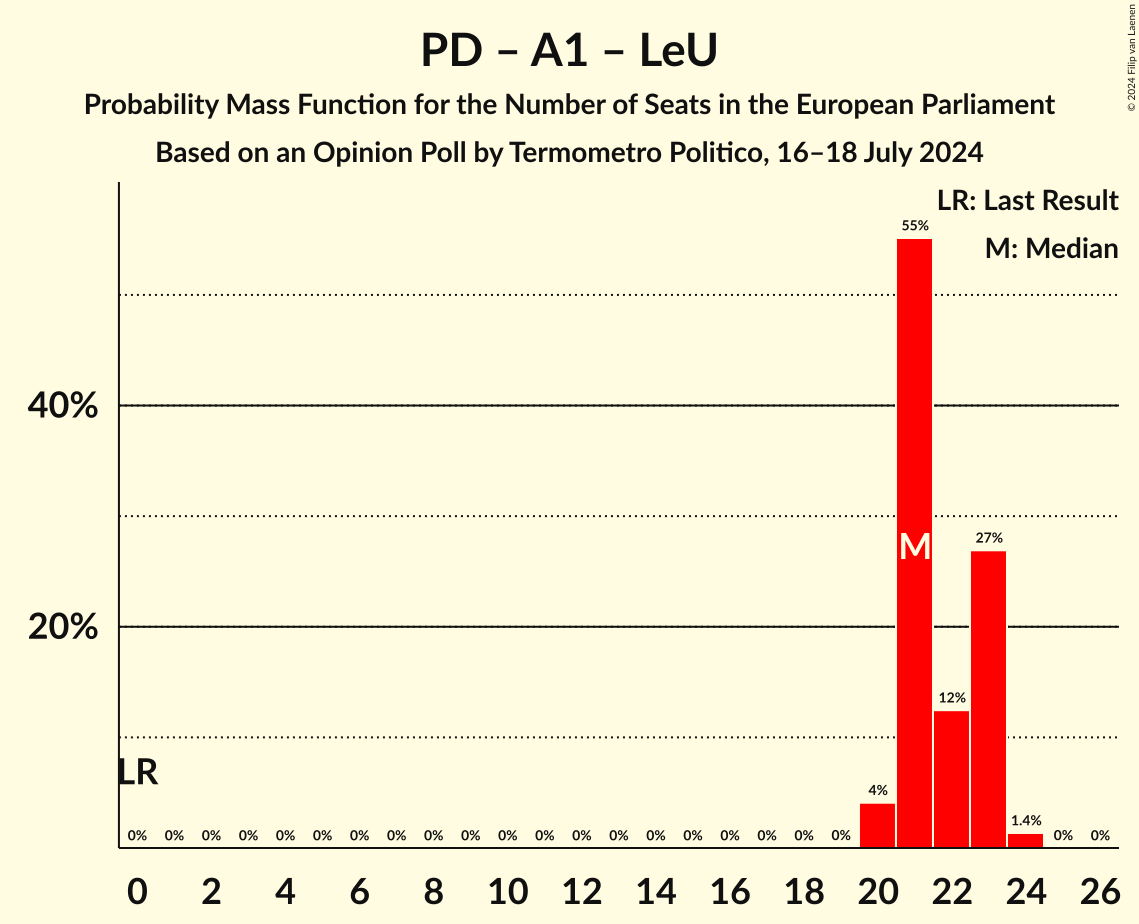 PD – A1 – LeU
Probability Mass Function for the Number of Seats in the European Parliament
Based on an Opinion Poll by Termometro Politico, 16–18 July 2024
© 2024 Filip van Laenen
LR: Last Result
M: Median
55%
40%
M
27%
20%
12%
LR
4%
1.4%
0% 0% 0% 0% 0% 0% 0% 0% 0% 0% 0% 0% 0% 0% 0% 0% 0% 0% 0% 0% 0% 0%
0 2 4 6 8 10 12 14 16 18 20 22 24 26